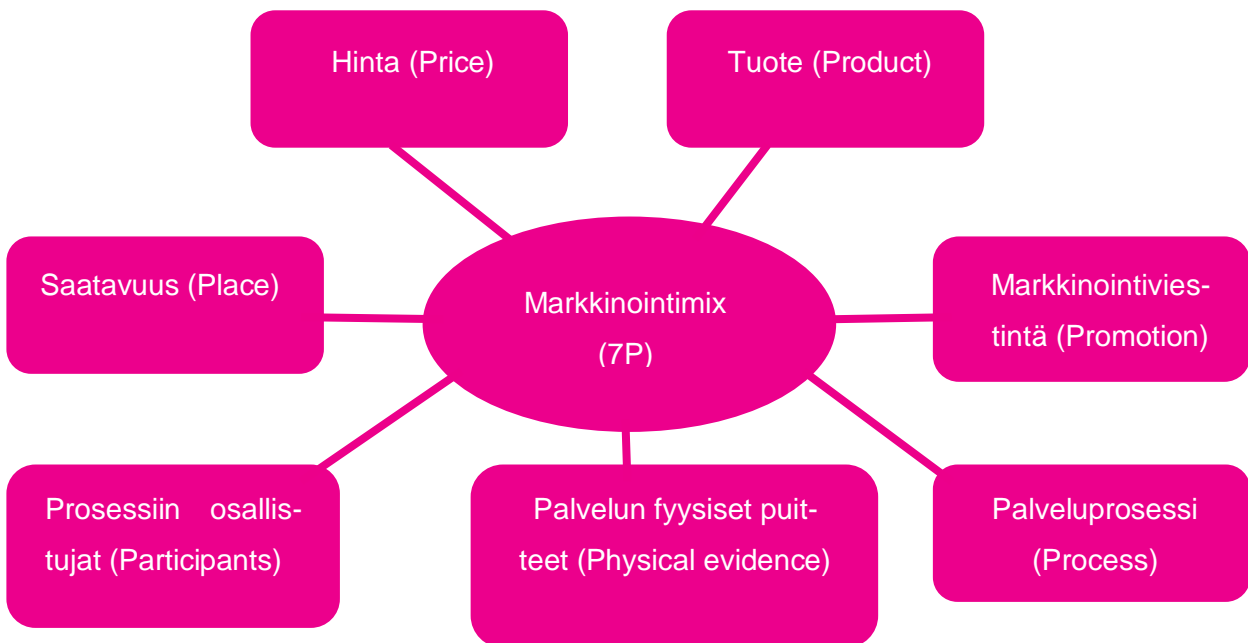 Hinta (Price)
Tuote (Product)
Saatavuus (Place)
Markkinointimix
(7P)
Markkinointivies-
tintä (Promotion)
Prosessiin osallis-
tujat (Participants)
Palvelun fyysiset puit-
teet (Physical evidence)
Palveluprosessi
(Process)